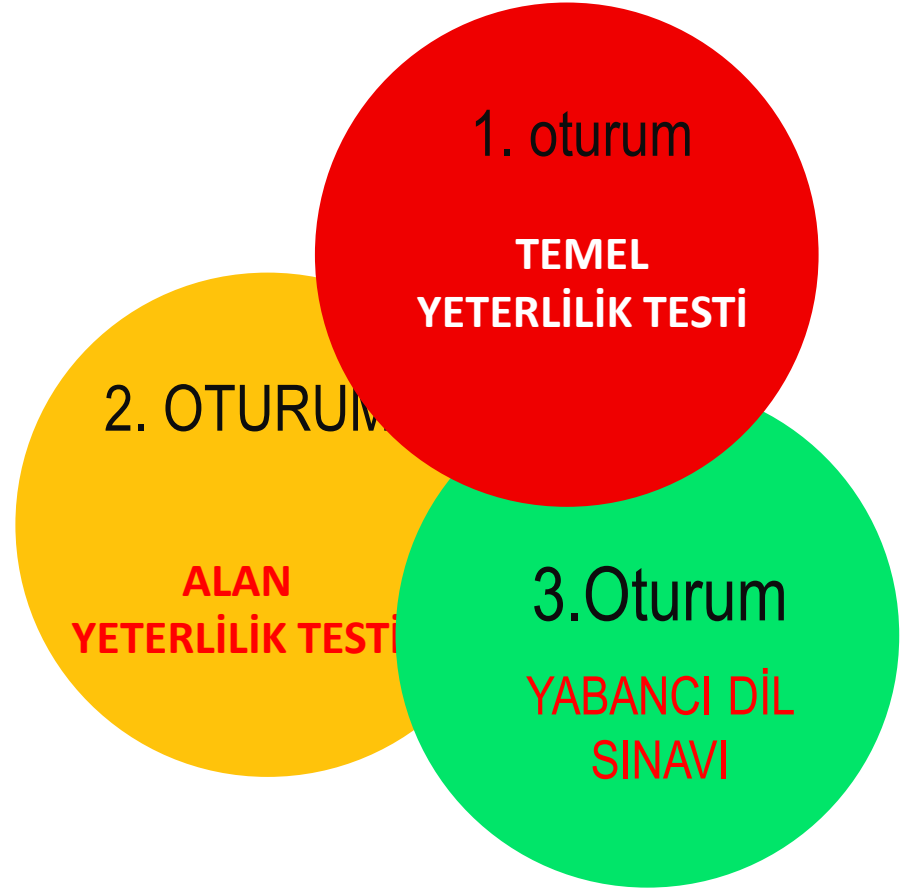 1. oturum
TEMEL
YETERLİLİK TESTİ
2. OTURUM
ALAN
YETERLİLİK TESTİ
3.Oturum
YABANCI DİL
SINAVI